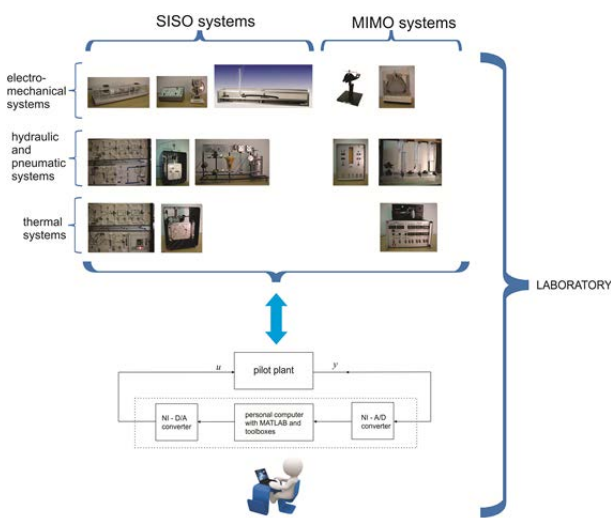 SISO systems
MIMO systems
electro-
mechanical
systems
hydraulic
and
pneumatic
systems
thermal
systems
LABORATORY
u
pilot plant
y
NI - D/A
converter
personal computer
with MATLAB and
toolboxes
NI - A/D
converter